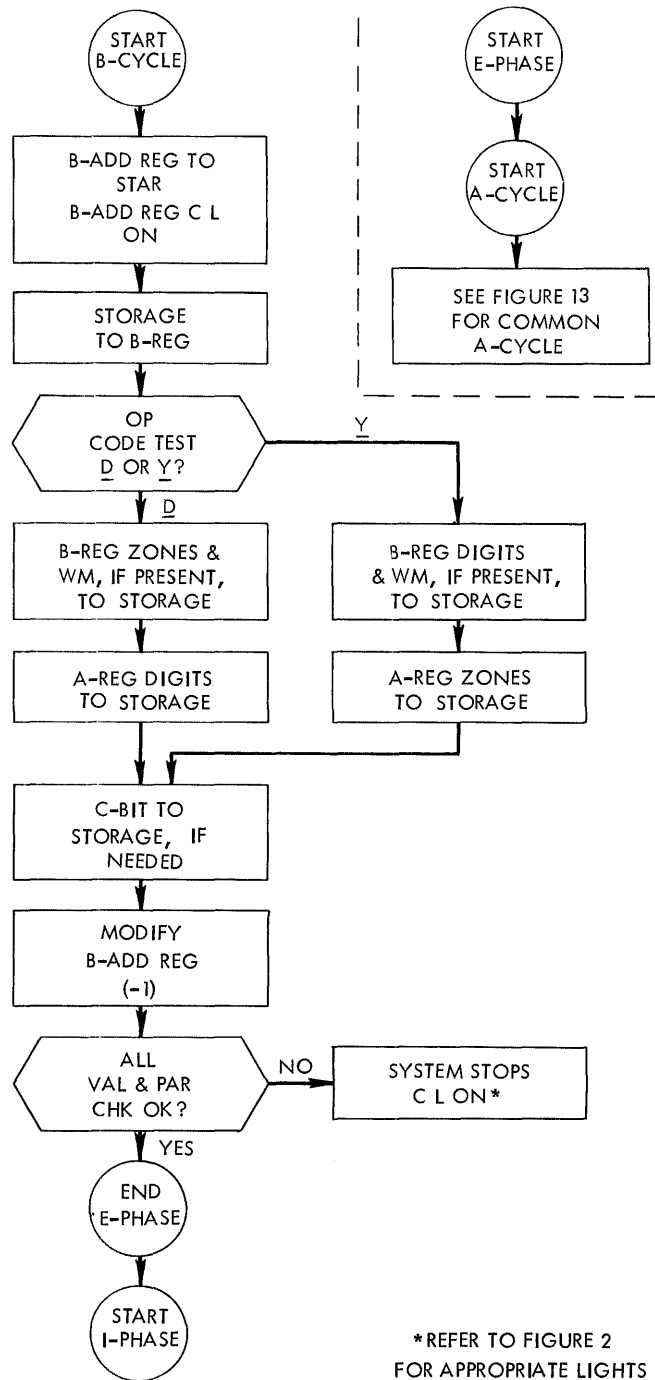 START
B-CYCLE
B-ADD REG TO
STAR
B-ADD REG C L
ON
STORAGE
TO B-REG
OP
CODE TEST
D OR Y?
Y
D
B-REG ZONES &
WM, IF PRESENT,
TO STORAGE
A-REG DIGITS
TO STORAGE
B-REG DIGITS
& WM, IF PRESENT,
TO STORAGE
A-REG ZONES
TO STORAGE
C-BIT TO
STORAGE, IF
NEEDED
MODIFY
B-ADD REG
(-1)
ALL
VAL & PAR
CHK OK?
NO
SYSTEM STOPS
C L ON*
YES
END
E-PHASE
START
I-PHASE
START
E-PHASE
START
A-CYCLE
SEE FIGURE 13
FOR COMMON
A-CYCLE
*REFER TO FIGURE 2
FOR APPROPRIATE LIGHTS